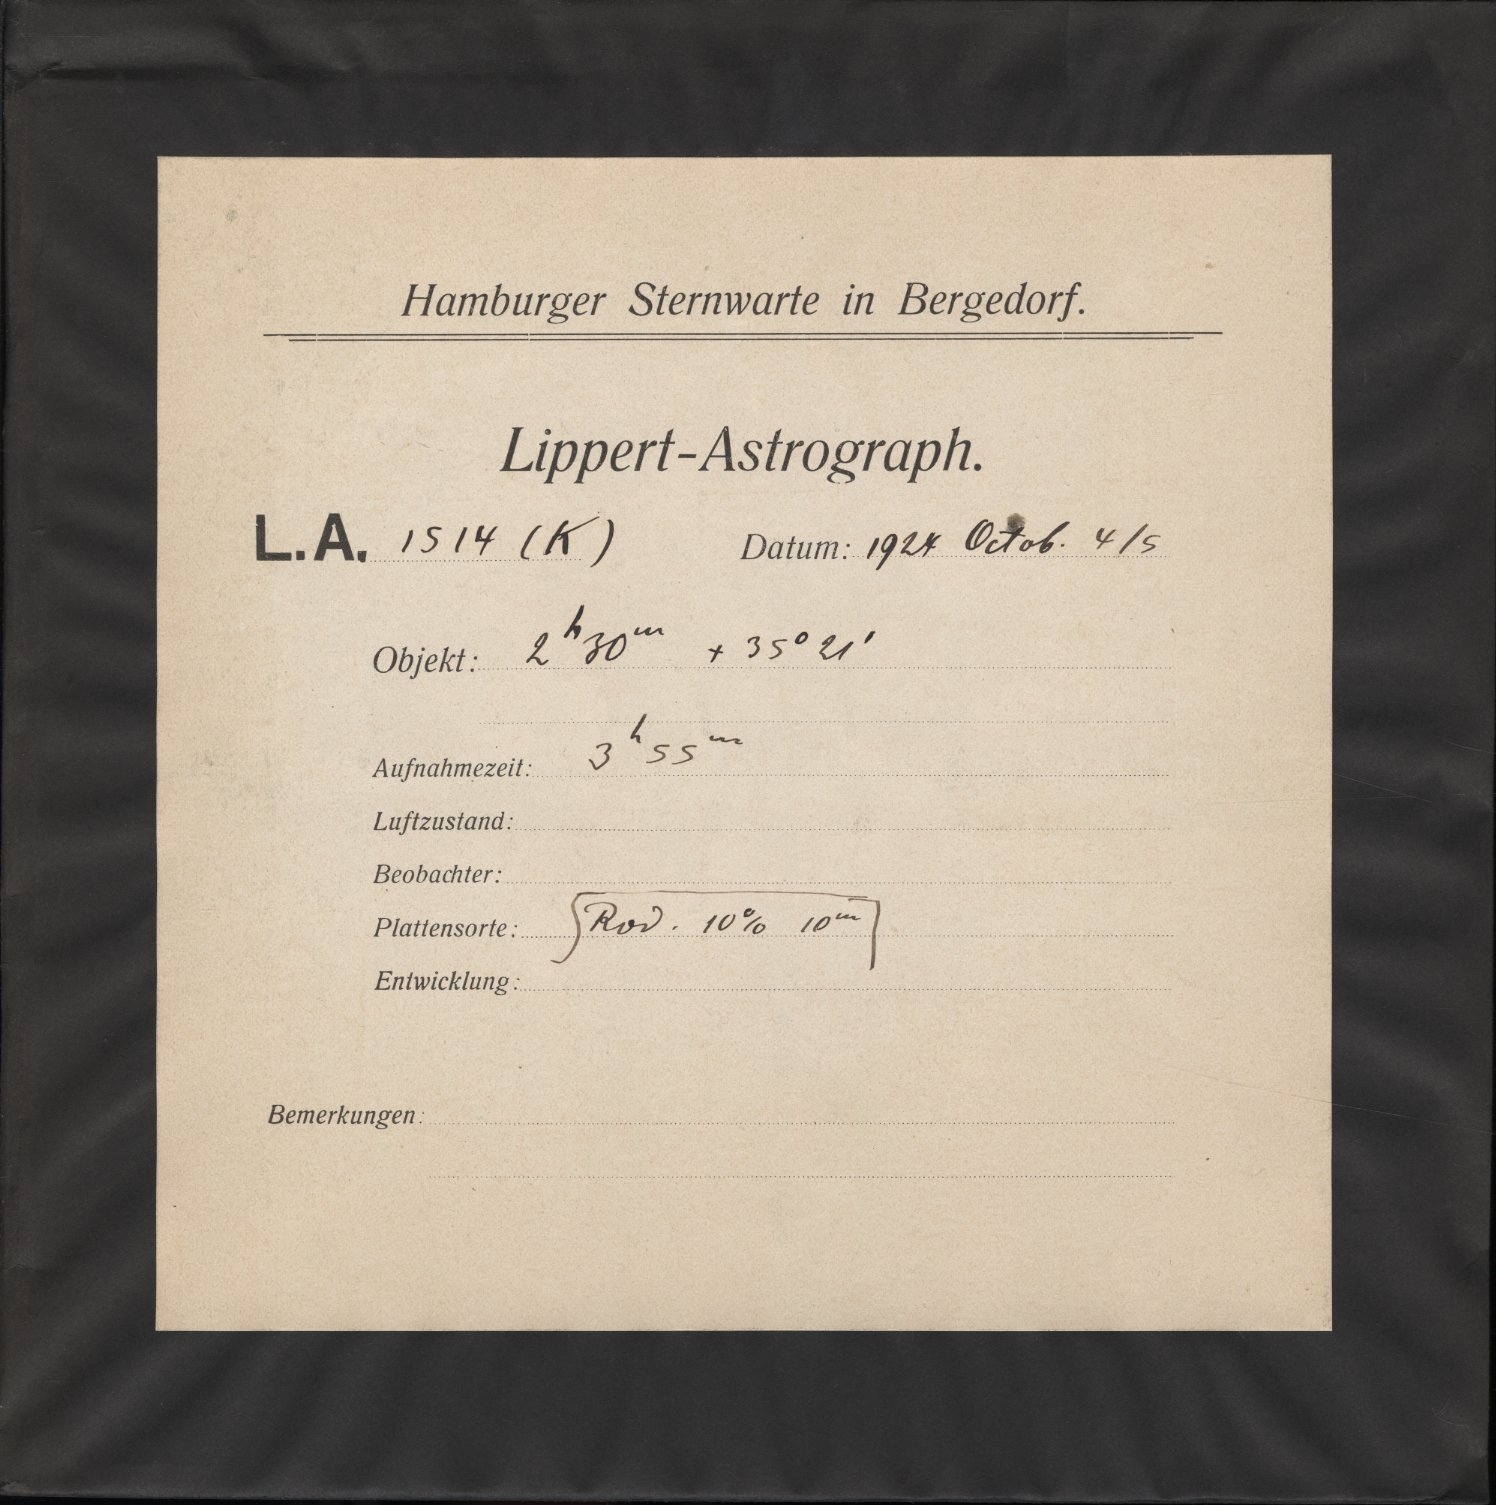 Hamburger Sternwarte in Bergedorf.
Lippert-Astrograph.
L.A. 1514 (K) Datum: 1924 Octob. 4/5
Objekt: 2h 30m + 35° 21'
Aufnahmezeit: 3h 55m
Luftzustand:
Beobachter:
Plattensorte: Rod. 10% 10m
Entwicklung:
Bemerkungen: